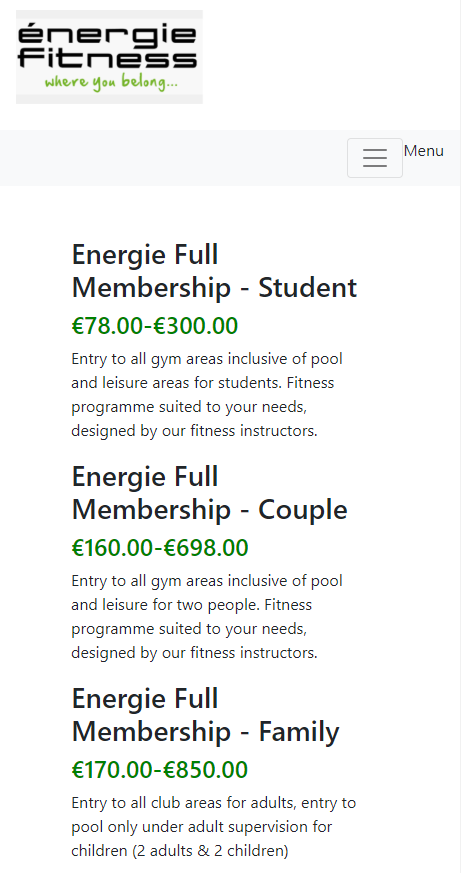 énergie
fitness
where you belong...
Menu
Energie Full
Membership - Student
€78.00-€300.00
Entry to all gym areas inclusive of pool
and leisure areas for students. Fitness
programme suited to your needs,
designed by our fitness instructors.
Energie Full
Membership - Couple
€160.00-€698.00
Entry to all gym areas inclusive of pool
and leisure for two people. Fitness
programme suited to your needs,
designed by our fitness instructors.
Energie Full
Membership - Family
€170.00-€850.00
Entry to all club areas for adults, entry to
pool only under adult supervision for
children (2 adults & 2 children)